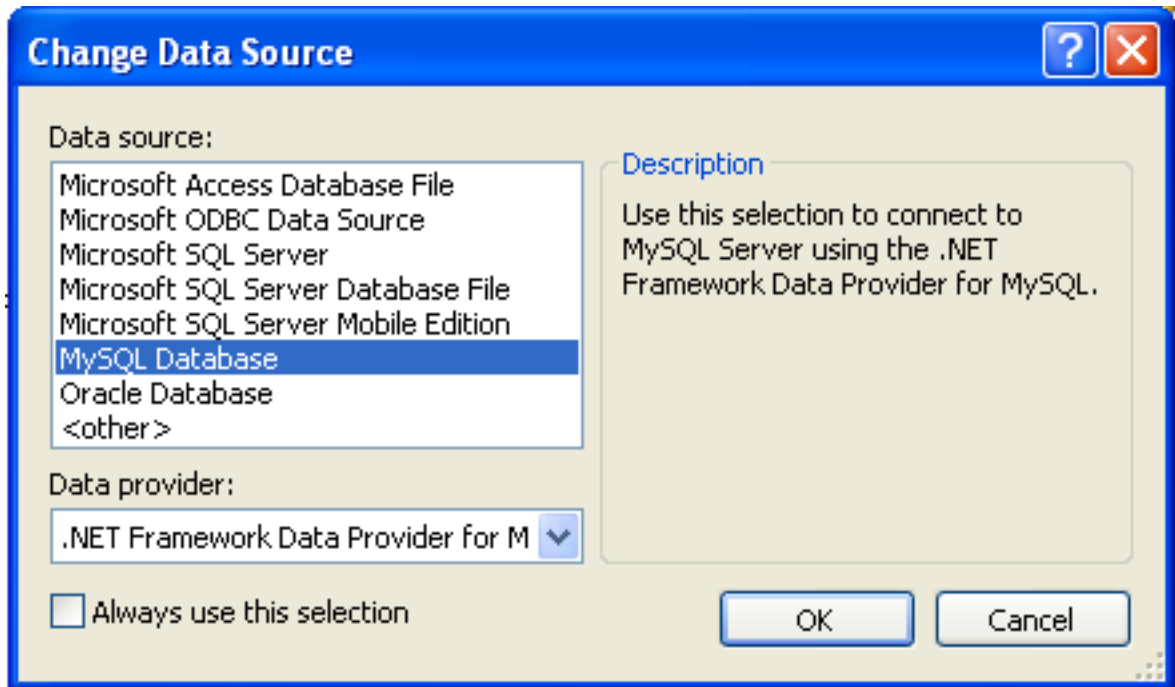 Change Data Source
Data source:
Microsoft Access Database File
Microsoft ODBC Data Source
Microsoft SQL Server
Microsoft SQL Server Database File
Microsoft SQL Server Mobile Edition
MySQL Database
Oracle Database
<other>
Data provider:
.NET Framework Data Provider for M
Always use this selection
Description
Use this selection to connect to
MySQL Server using the .NET
Framework Data Provider for MySQL.
OK
Cancel